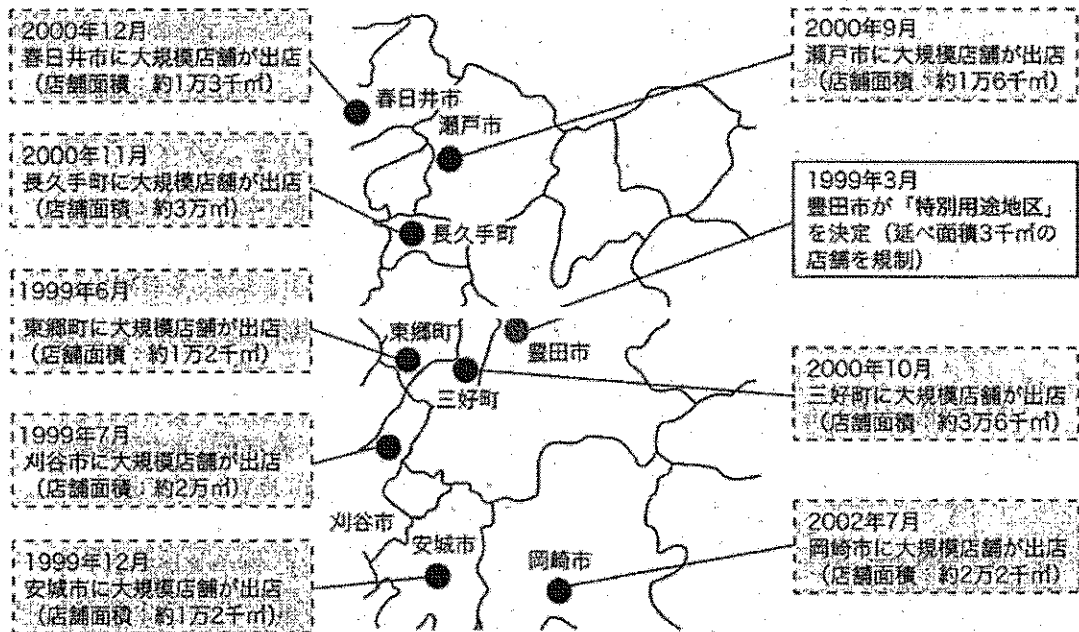 2000年12月
春日井市に大規模店舗が出店
（店舗面積：約1万3千㎡）
2000年11月
長久手町に大規模店舗が出店
（店舗面積：約3万㎡）
1999年6月
東郷町に大規模店舗が出店
（店舗面積：約1万2千㎡）
1999年7月
刈谷市に大規模店舗が出店
（店舗面積：約2万㎡）
1999年12月
安城市に大規模店舗が出店
（店舗面積：約1万2千㎡）
春日井市
瀬戸市
長久手町
東郷町
豊田市
三好町
刈谷市
安城市
岡崎市
2000年9月
瀬戸市に大規模店舗が出店
（店舗面積：約1万6千㎡）
1999年3月
豊田市が「特別用途地区」
を決定（延べ面積3千㎡の
店舗を規制）
2000年10月
三好町に大規模店舗が出店
（店舗面積：約3万6千㎡）
2002年7月
岡崎市に大規模店舗が出店
（店舗面積：約2万2千㎡）